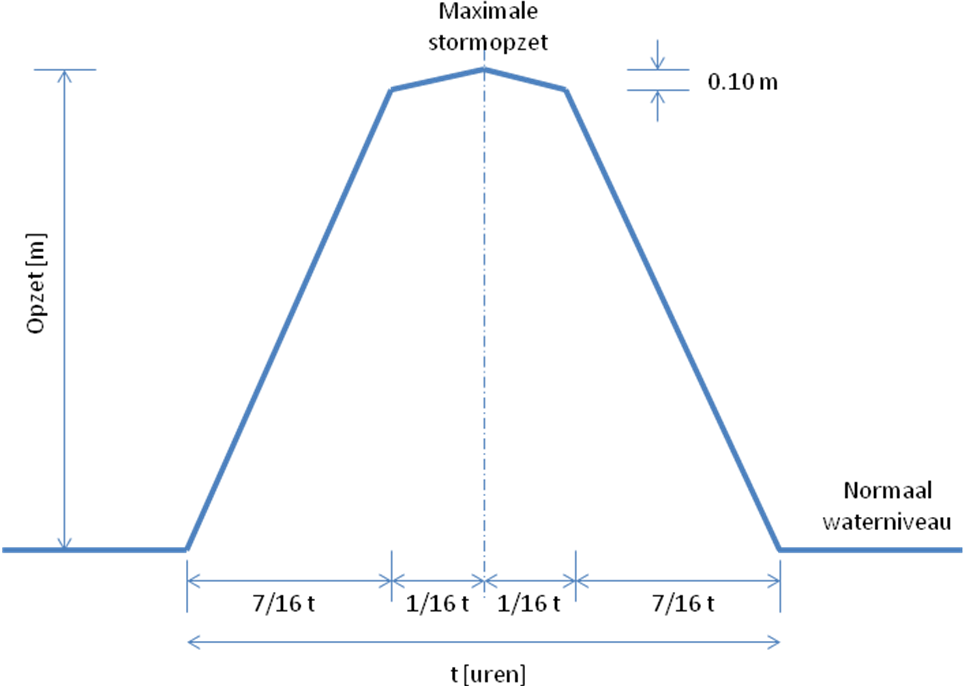 Maximale
stormopzet
0.10 m
Opzet [m]
Normaal
waterniveau
7/16 t
1/16 t
1/16 t
7/16 t
t [uren]